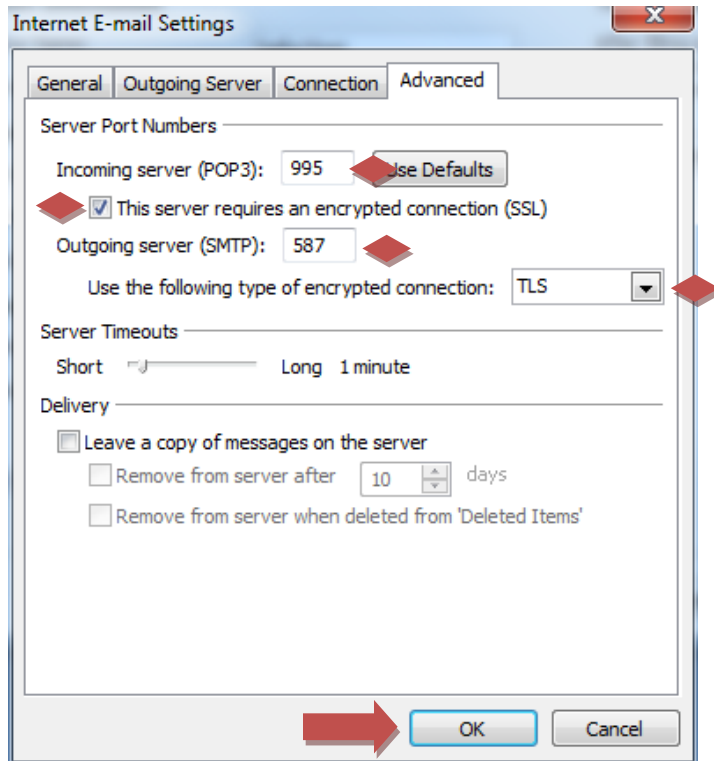 Internet E-mail Settings
General Outgoing Server Connection Advanced
Server Port Numbers
Incoming server (POP3): 995 Use Defaults
This server requires an encrypted connection (SSL)
Outgoing server (SMTP): 587
Use the following type of encrypted connection: TLS
Server Timeouts
Short Long 1 minute
Delivery
Leave a copy of messages on the server
Remove from server after 10 days
Remove from server when deleted from 'Deleted Items'
OK Cancel